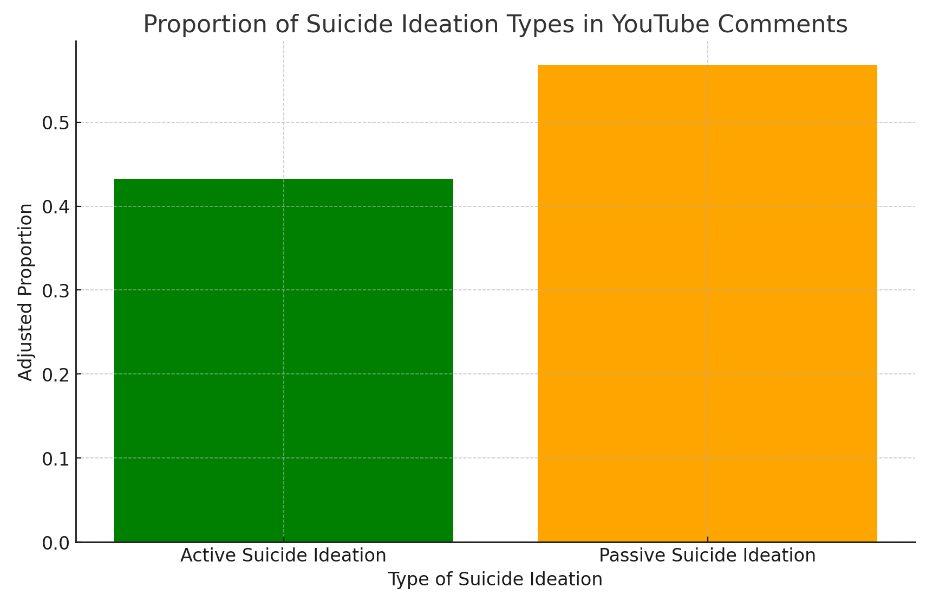 Proportion of Suicide Ideation Types in YouTube Comments
Adjusted Proportion
0.5
0.4
0.3
0.2
0.1
0.0
Active Suicide Ideation
Passive Suicide Ideation
Type of Suicide Ideation